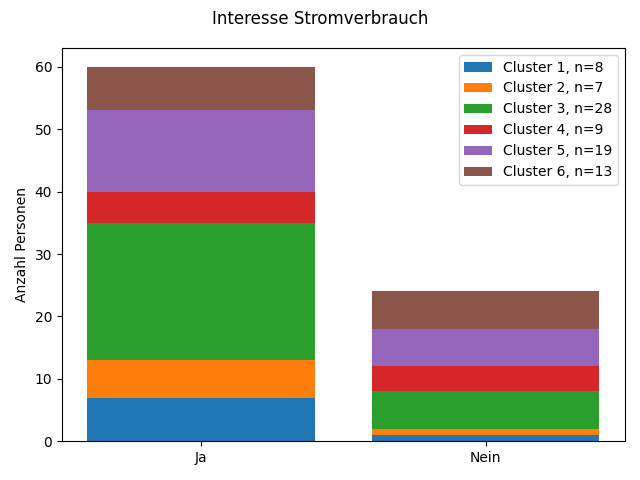 Interesse Stromverbrauch
Cluster 1, n=8
Cluster 2, n=7
Cluster 3, n=28
Cluster 4, n=9
Cluster 5, n=19
Cluster 6, n=13
Anzahl Personen
60
50
40
30
20
10
0
Ja
Nein